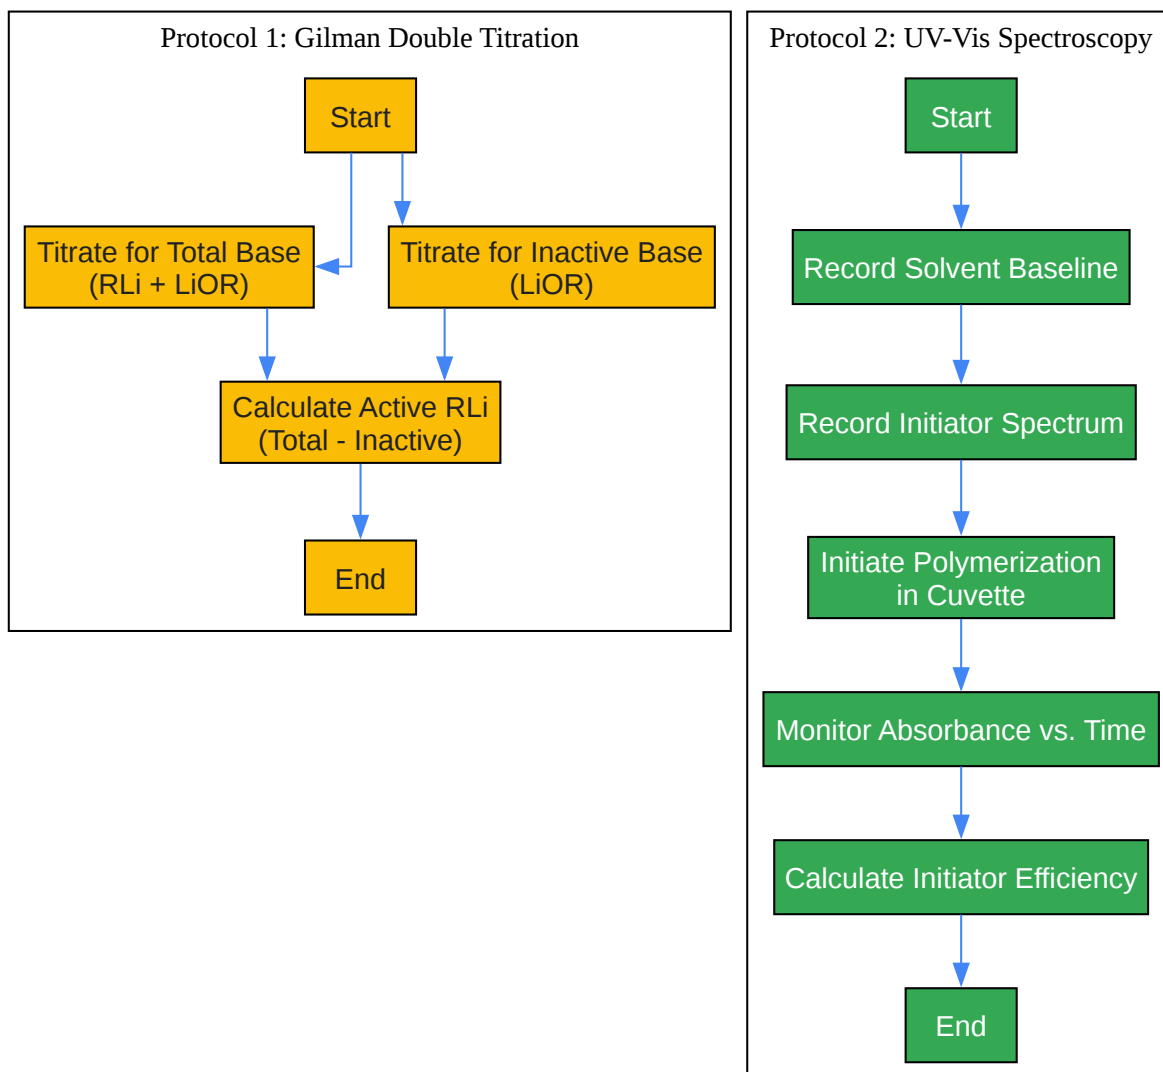 Protocol 1: Gilman Double Titration
Start
Titrate for Total Base
(RLi + LiOR)
Titrate for Inactive Base
(LiOR)
Calculate Active RLi
(Total - Inactive)
End
Protocol 2: UV-Vis Spectroscopy
Start
Record Solvent Baseline
Record Initiator Spectrum
Initiate Polymerization
in Cuvette
Monitor Absorbance vs. Time
Calculate Initiator Efficiency
End